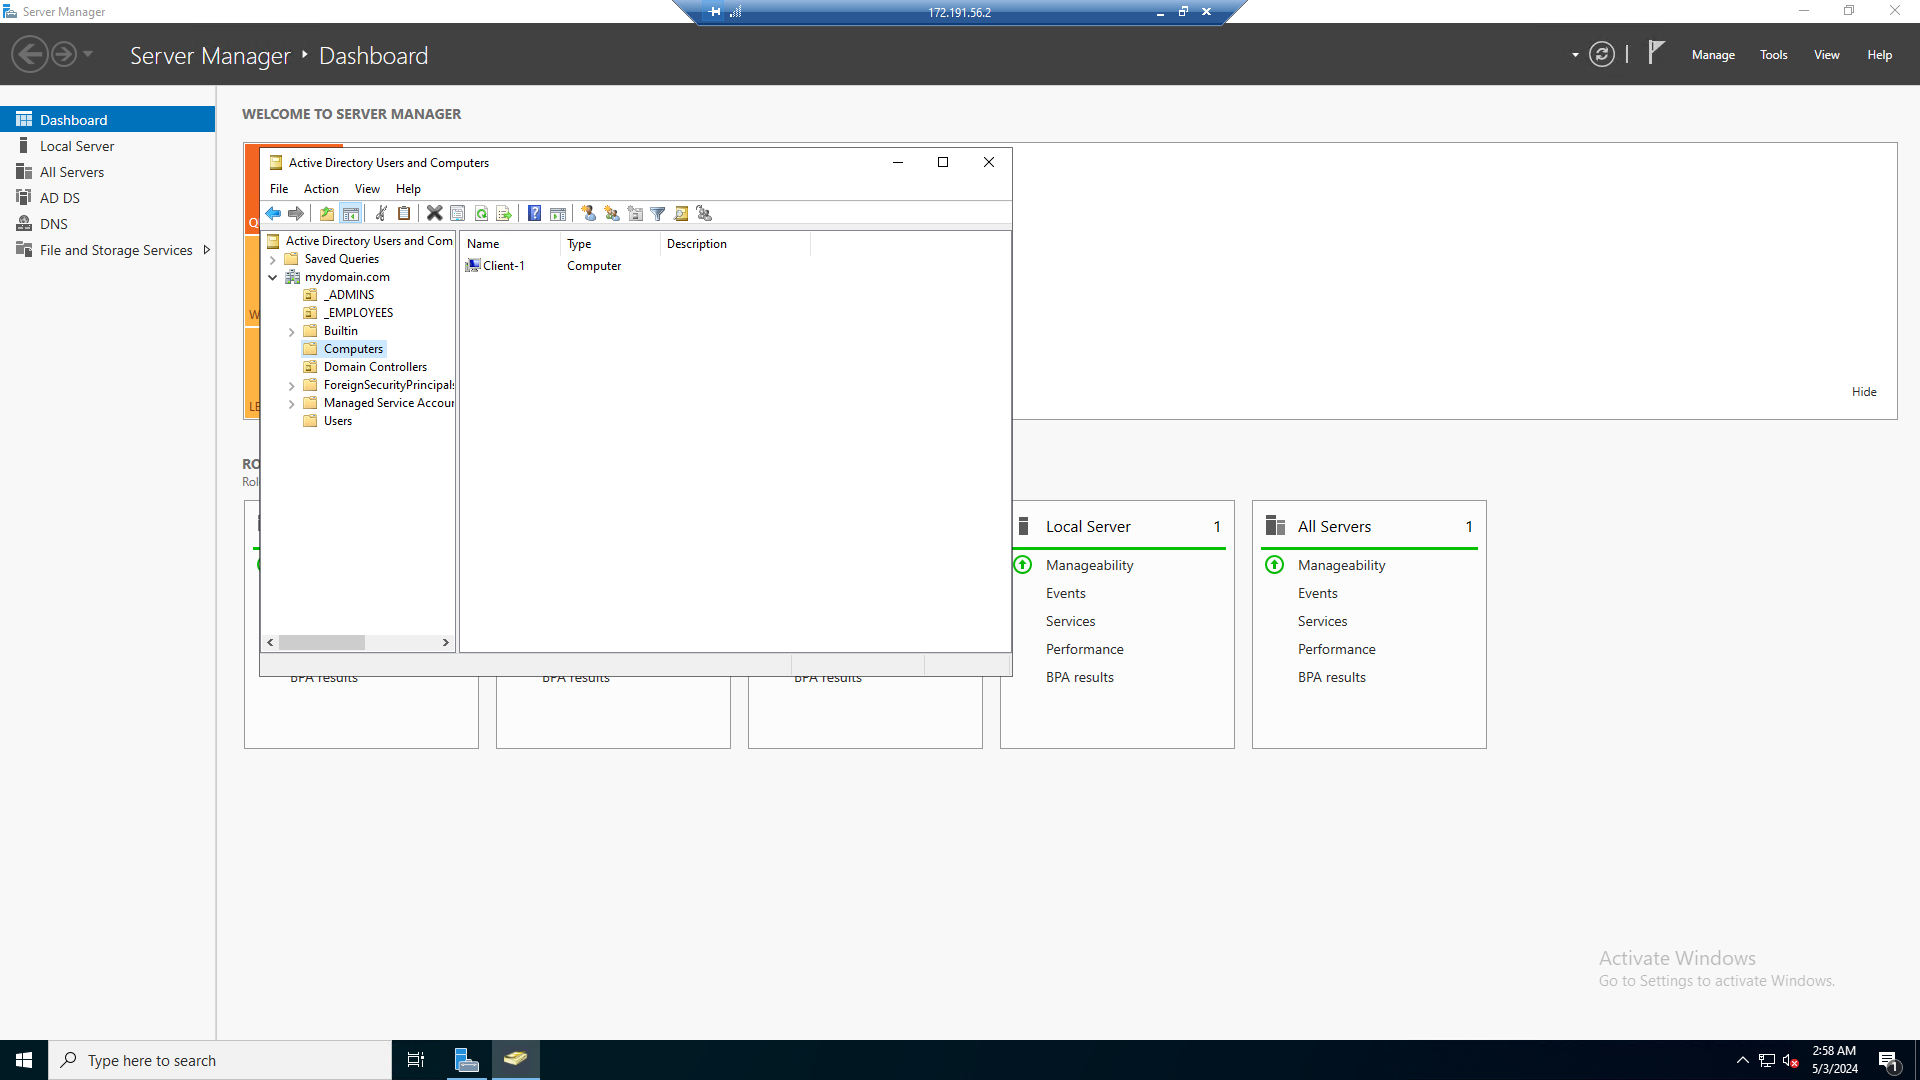 Server Manager
172.191.56.2
Server Manager
Dashboard
Manage
Tools
View
Help
Dashboard
Local Server
All Servers
AD DS
DNS
File and Storage Services
WELCOME TO SERVER MANAGER
Hide
Active Directory Users and Computers
File
Action
View
Help
Active Directory Users and Com
Saved Queries
mydomain.com
_ADMINS
_EMPLOYEES
Builtin
Computers
Domain Controllers
ForeignSecurityPrincipals
Managed Service Accour
Users
Name
Type
Description
Client-1
Computer
BPA results
BPA results
BPA results
Local Server
1
Manageability
Events
Services
Performance
BPA results
All Servers
1
Manageability
Events
Services
Performance
BPA results
Activate Windows
Go to Settings to activate Windows.
Type here to search
2:58 AM
5/3/2024
1